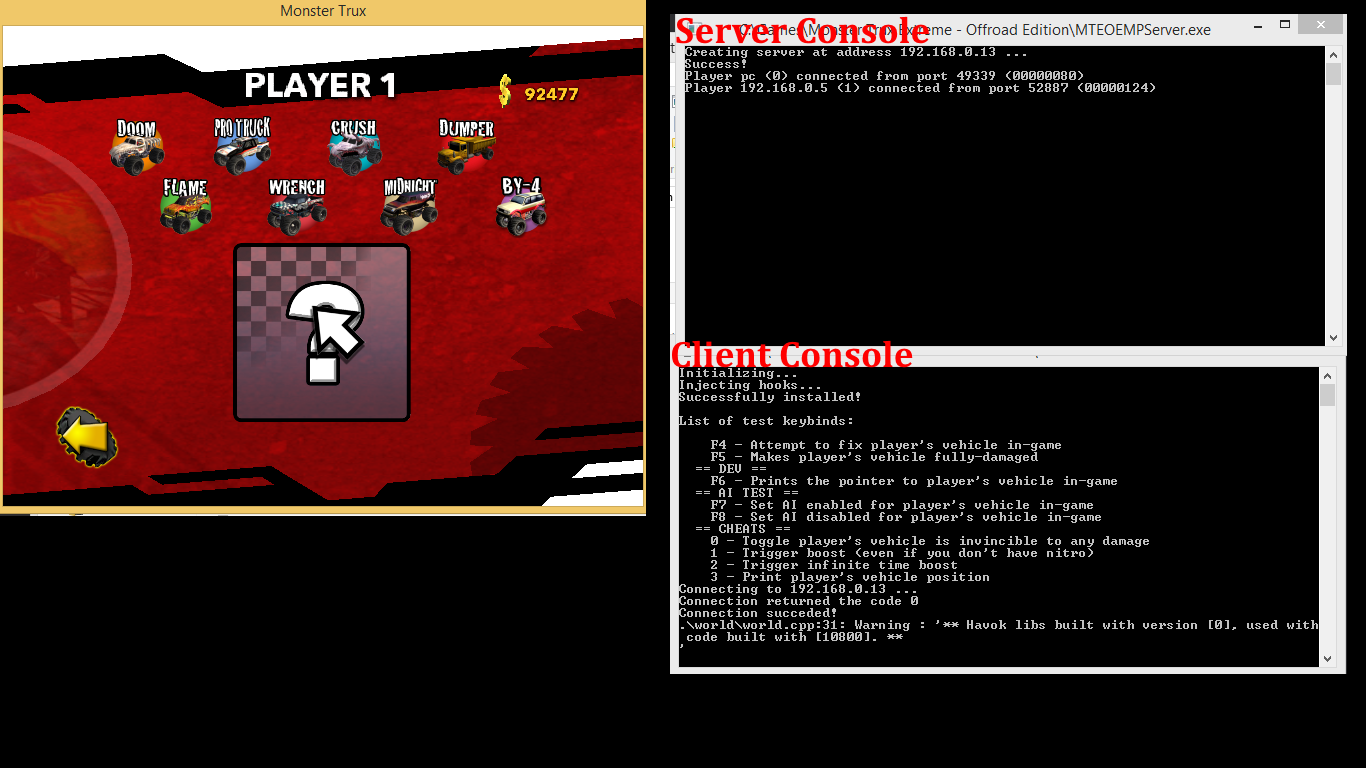 Monster Trux
PLAYER 1
$ 92477
DOOM
PRO TRUCK
CRUSH
DUMPER
FLAME
WRENCH
MIDNIGHT
BY-4
?
Server Console
C:\Games\Monster Trux Extreme - Offroad Edition\MTEOEMPServer.exe
Creating server at address 192.168.0.13 ...
Success!
Player pc (0) connected from port 49339 (00000080)
Player 192.168.0.5 (1) connected from port 52887 (00000124)
Client Console
Initializing...
Injecting hooks...
Successfully installed!
List of test keybinds:
F4 - Attempt to fix player's vehicle in-game
F5 - Makes player's vehicle fully-damaged
== DEV ==
F6 - Prints the pointer to player's vehicle in-game
== AI TEST ==
F7 - Set AI enabled for player's vehicle in-game
F8 - Set AI disabled for player's vehicle in-game
== CHEATS ==
0 - Toggle player's vehicle is invincible to any damage
1 - Trigger boost (even if you don't have nitro)
2 - Trigger infinite time boost
3 - Print player's vehicle position
Connecting to 192.168.0.13 ...
Connection returned the code 0
Connection succeded!
.\world\world.cpp:31: Warning : '** Havok libs built with version [0], used with
code built with [10800]. **
'